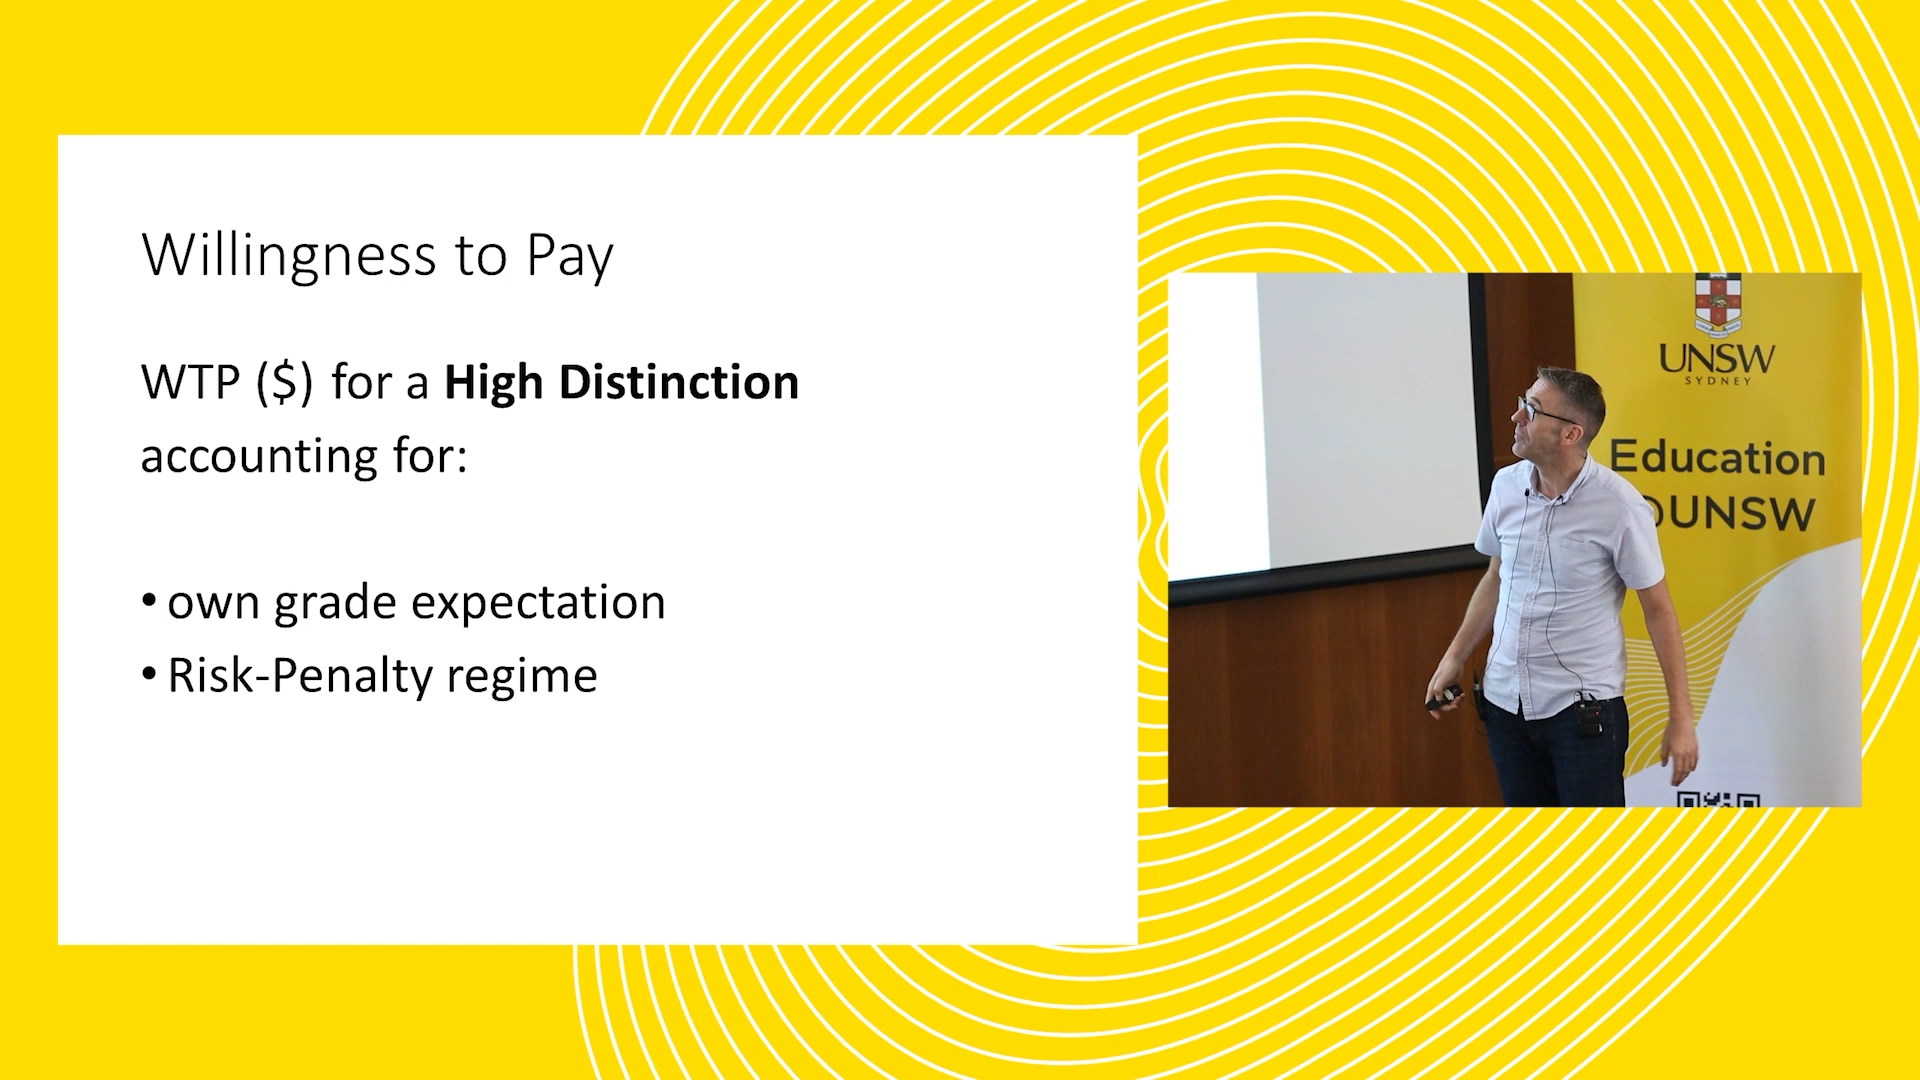 Willingness to Pay
WTP ($) for a High Distinction
accounting for:
• own grade expectation
• Risk-Penalty regime
UNSW
SYDNEY
Education
@UNSW